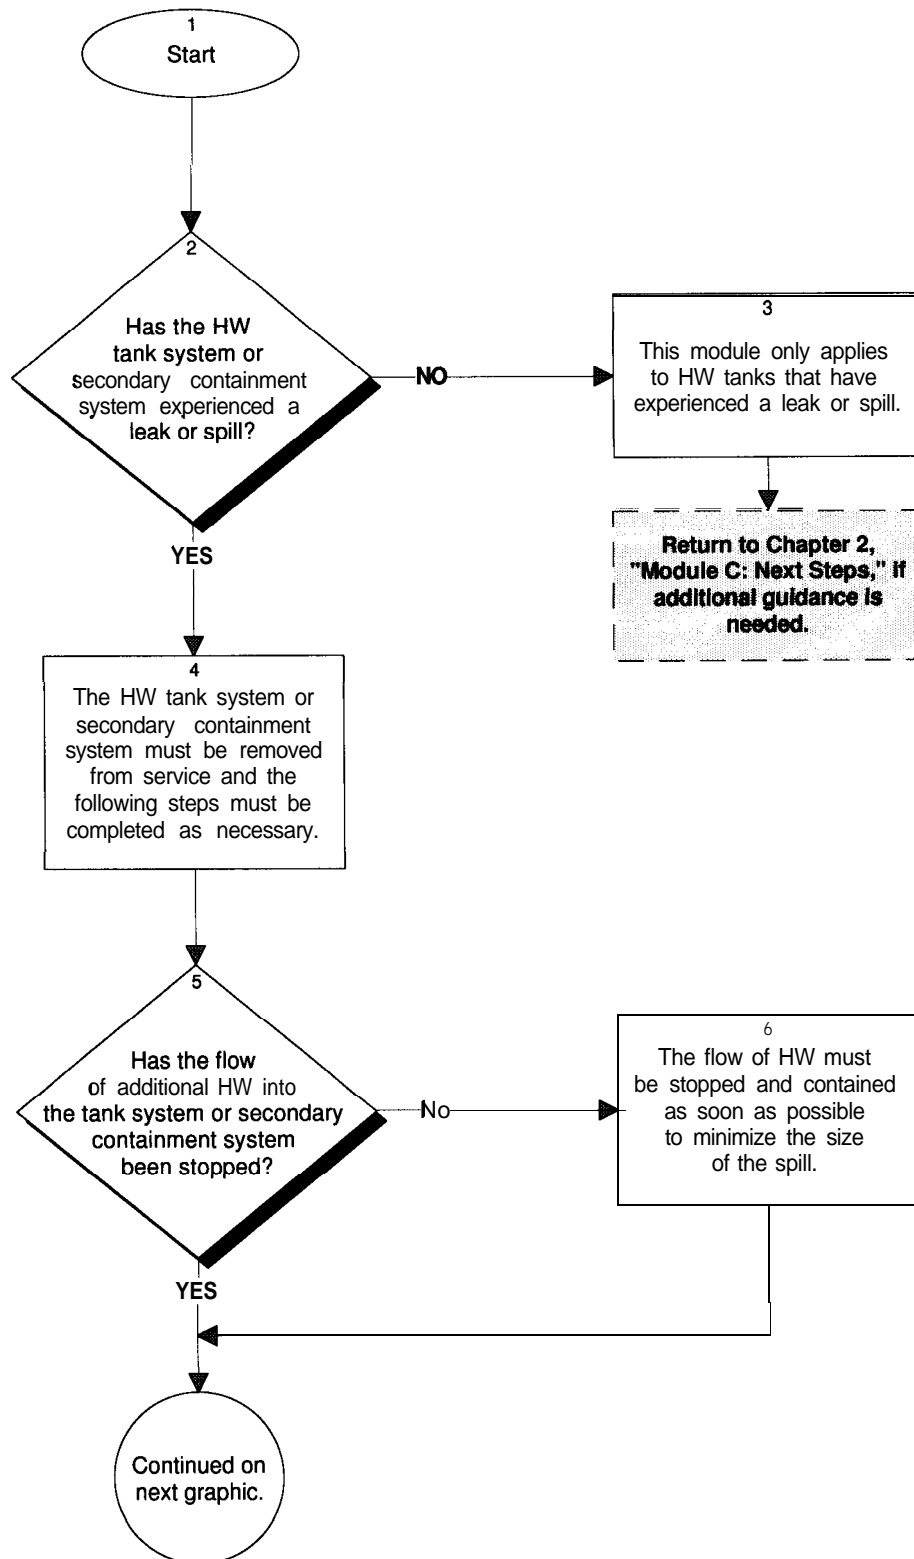 1
Start
2
Has the HW
tank system or
secondary containment
system experienced a
leak or spill?
NO
3
This module only applies
to HW tanks that have
experienced a leak or spill.
Return to Chapter 2,
"Module C: Next Steps," if
additional guidance is
needed.
YES
4
The HW tank system or
secondary containment
system must be removed
from service and the
following steps must be
completed as necessary.
5
Has the flow
of additional HW into
the tank system or secondary
containment system
been stopped?
No
6
The flow of HW must
be stopped and contained
as soon as possible
to minimize the size
of the spill.
YES
Continued on
next graphic.